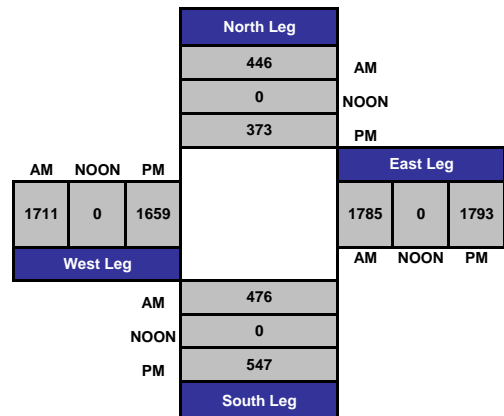 North Leg
446 AM
0 NOON
373 PM
AM NOON PM
East Leg
1711 0 1659
1785 0 1793
West Leg
AM NOON PM
AM 476
NOON 0
PM 547
South Leg